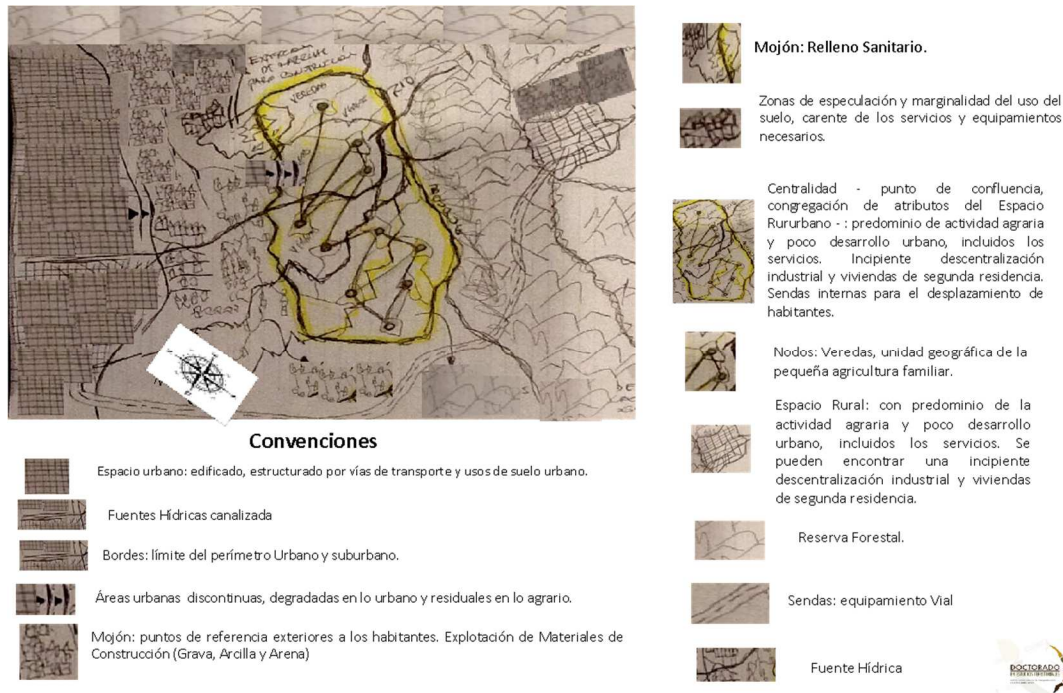 EXTRACCION
DE MATERIAL
PARA CONSTRUCCION
VEREDAS
RIO
Convenciones
Espacio urbano: edificado, estructurado por vías de transporte y usos de suelo urbano.
Fuentes Hídricas canalizada
Bordes: límite del perímetro Urbano y suburbano.
Áreas urbanas discontinuas, degradadas en lo urbano y residuales en lo agrario.
Mojón: puntos de referencia exteriores a los habitantes. Explotación de Materiales de
Construcción (Grava, Arcilla y Arena)
Mojón: Relleno Sanitario.
Zonas de especulación y marginalidad del uso del
suelo, carente de los servicios y equipamientos
necesarios.
Centralidad - punto de confluencia,
congregación de atributos del Espacio
Rururbano - : predominio de actividad agraria
y poco desarrollo urbano, incluidos los
servicios. Incipiente descentralización
industrial y viviendas de segunda residencia.
Sendas internas para el desplazamiento de
habitantes.
Nodos: Veredas, unidad geográfica de la
pequeña agricultura familiar.
Espacio Rural: con predominio de la
actividad agraria y poco desarrollo
urbano, incluidos los servicios. Se
pueden encontrar una incipiente
descentralización industrial y viviendas
de segunda residencia.
Reserva Forestal.
Sendas: equipamiento Vial
Fuente Hídrica
DOCTORADO